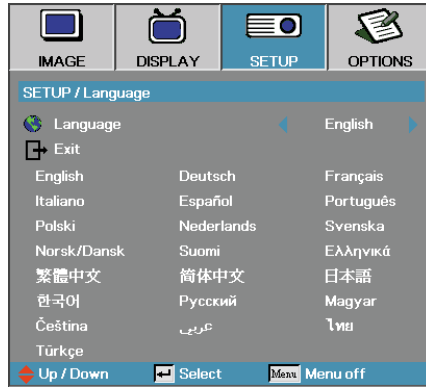 IMAGE DISPLAY SETUP OPTIONS
SETUP / Language
Language English
Exit
English Deutsch Français
Italiano Español Português
Polski Nederlands Svenska
Norsk/Dansk Suomi Ελληνικά
繁體中文 简体中文 日本語
한국어 Русский Magyar
Čeština عربي ไทย
Türkçe
Up / Down Select Menu Menu off